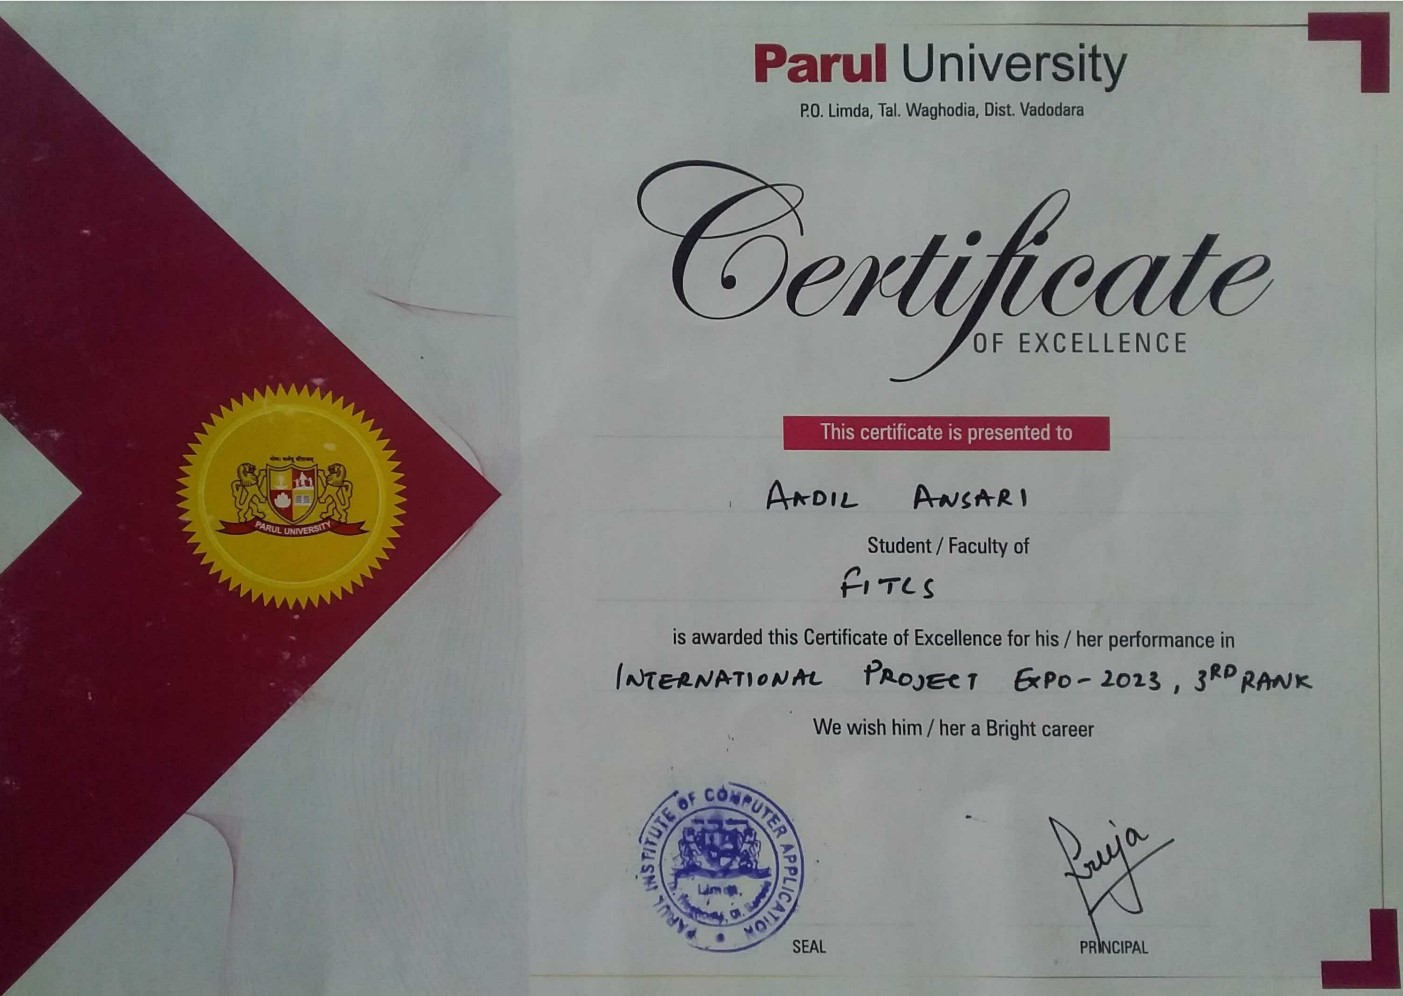 Parul University
P.O. Limda, Tal. Waghodia, Dist. Vadodara
Certificate
OF EXCELLENCE
This certificate is presented to
AADIL ANSARI
Student / Faculty of
FITCS
is awarded this Certificate of Excellence for his / her performance in
INTERNATIONAL PROJECT EXPO - 2023, 3RD RANK
We wish him / her a Bright career
PARUL UNIVERSITY
PARUL INSTITUTE OF COMPUTER APPLICATION
Limda,
SEAL
PRINCIPAL